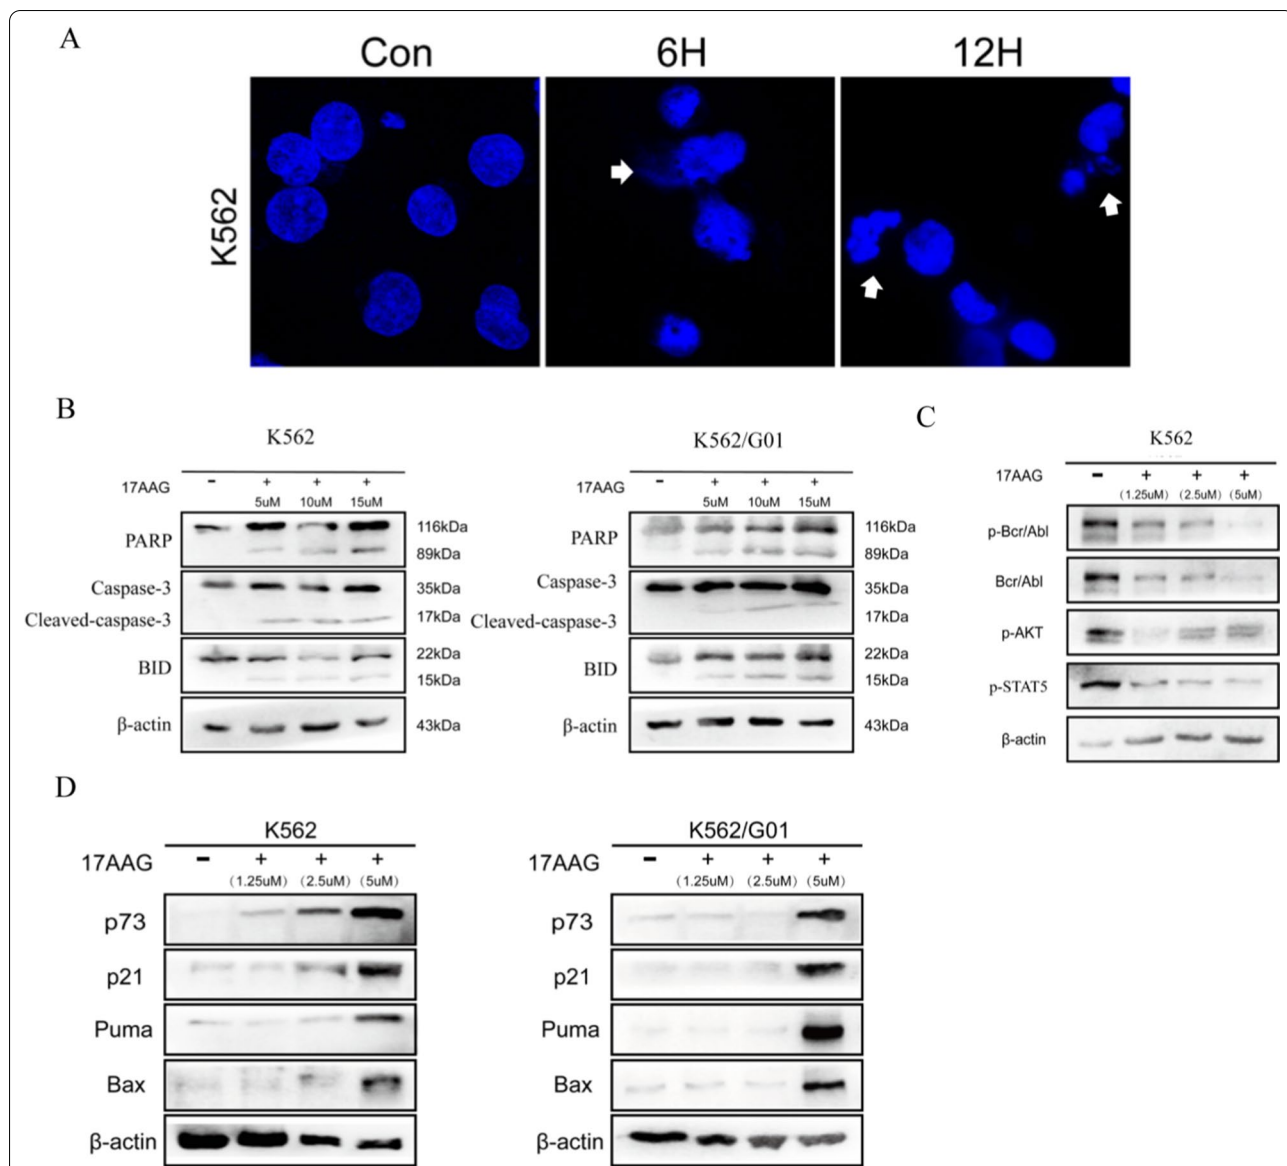 A
Con 6H 12H
K562
B
K562
17AAG - + + +
5uM 10uM 15uM
PARP 116kDa
89kDa
Caspase-3 35kDa
Cleaved-caspase-3 17kDa
BID 22kDa
15kDa
β-actin 43kDa
K562/G01
17AAG - + + +
5uM 10uM 15uM
PARP 116kDa
89kDa
Caspase-3 35kDa
Cleaved-caspase-3 17kDa
BID 22kDa
15kDa
β-actin 43kDa
C
K562
17AAG - + + +
(1.25uM) (2.5uM) (5uM)
p-Bcr/Abl
Bcr/Abl
p-AKT
p-STAT5
β-actin
D
K562
17AAG - + + +
(1.25uM) (2.5uM) (5uM)
p73
p21
Puma
Bax
β-actin
K562/G01
17AAG - + + +
(1.25uM) (2.5uM) (5uM)
p73
p21
Puma
Bax
β-actin